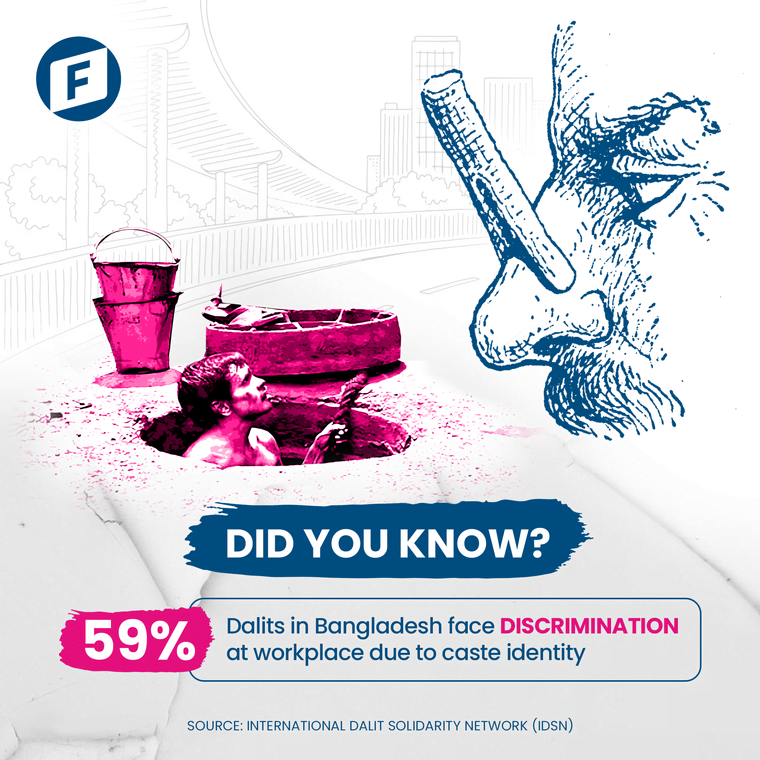 F
DID YOU KNOW?
59%
Dalits in Bangladesh face DISCRIMINATION
at workplace due to caste identity
SOURCE: INTERNATIONAL DALIT SOLIDARITY NETWORK (IDSN)